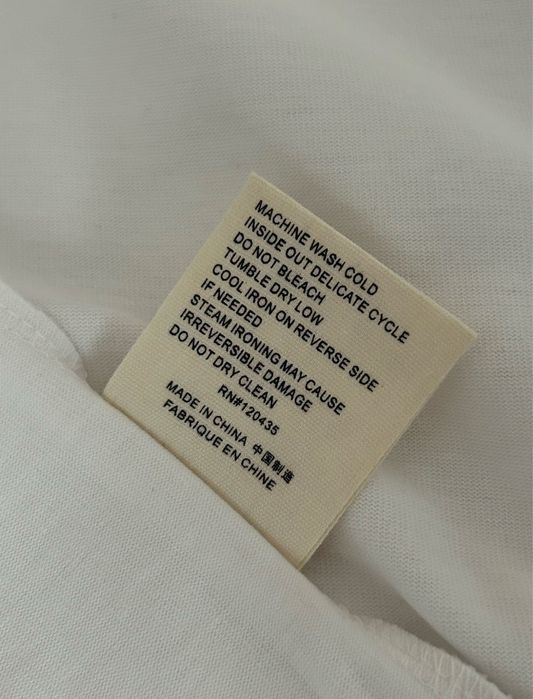 MACHINE WASH COLD
INSIDE OUT DELICATE CYCLE
DO NOT BLEACH
TUMBLE DRY LOW
COOL IRON ON REVERSE SIDE
IF NEEDED
STEAM IRONING MAY CAUSE
IRREVERSIBLE DAMAGE
DO NOT DRY CLEAN
RN#120435
MADE IN CHINA 中国制造
FABRIQUE EN CHINE